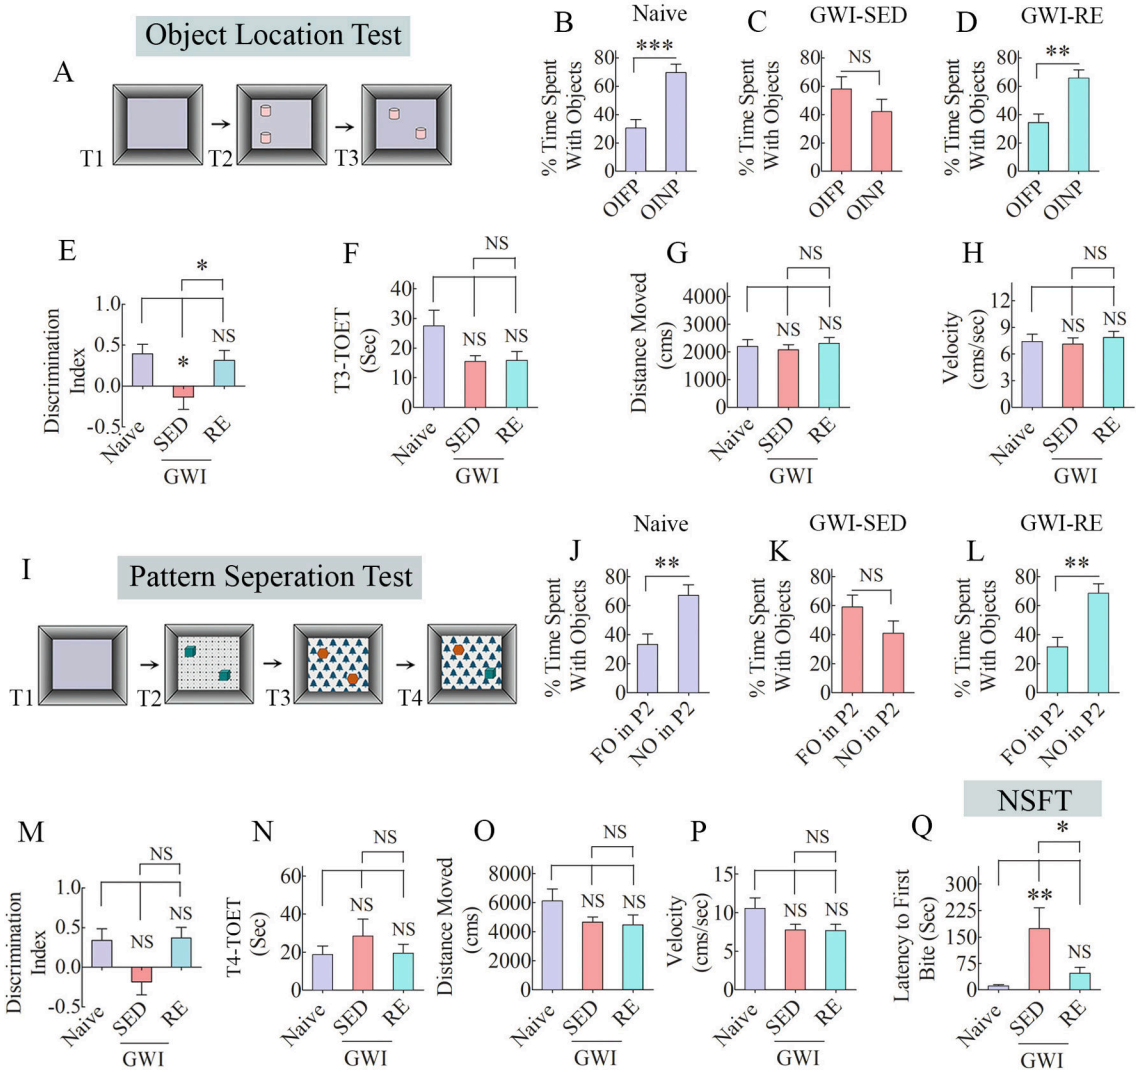 Object Location Test
A
T1
T2
T3
B
Naive
***
% Time Spent
With Objects
80
60
40
20
0
OIFP
OINP
C
GWI-SED
NS
% Time Spent
With Objects
80
60
40
20
0
OIFP
OINP
D
GWI-RE
**
% Time Spent
With Objects
80
60
40
20
0
OIFP
OINP
E
*
*
NS
Discrimination
Index
1.0
0.5
0.0
-0.5
Naive
SED
RE
GWI
F
NS
NS
NS
T3-TOET
(Sec)
40
30
20
10
0
Naive
SED
RE
GWI
G
NS
NS
NS
Distance Moved
(cms)
4000
3000
2000
1000
0
Naive
SED
RE
GWI
H
NS
NS
NS
Velocity
(cms/sec)
12
9
6
3
0
Naive
SED
RE
GWI
I
Pattern Seperation Test
T1
T2
T3
T4
J
Naive
**
% Time Spent
With Objects
80
60
40
20
0
FO in P2
NO in P2
K
GWI-SED
NS
% Time Spent
With Objects
80
60
40
20
0
FO in P2
NO in P2
L
GWI-RE
**
% Time Spent
With Objects
80
60
40
20
0
FO in P2
NO in P2
M
NS
NS
NS
Discrimination
Index
1.0
0.5
0.0
-0.5
Naive
SED
RE
GWI
N
NS
NS
NS
T4-TOET
(Sec)
60
40
20
0
Naive
SED
RE
GWI
O
NS
NS
NS
Distance Moved
(cms)
8000
6000
4000
2000
0
Naive
SED
RE
GWI
P
NS
NS
NS
Velocity
(cms/sec)
15
10
5
0
Naive
SED
RE
GWI
NSFT
Q
*
**
NS
Latency to First
Bite (Sec)
300
225
150
75
0
Naive
SED
RE
GWI